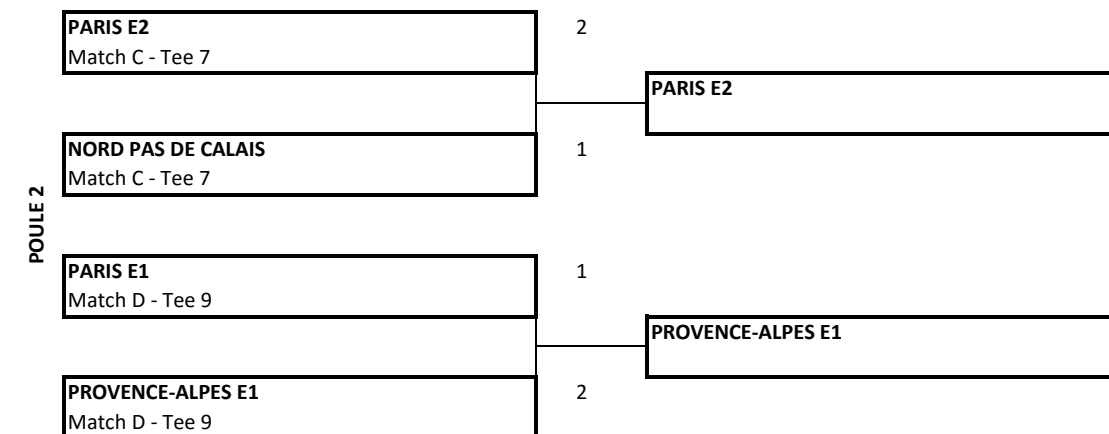 PARIS E2 2
Match C - Tee 7
PARIS E2
NORD PAS DE CALAIS 1
Match C - Tee 7
POULE 2
PARIS E1 1
Match D - Tee 9
PROVENCE-ALPES E1
PROVENCE-ALPES E1 2
Match D - Tee 9